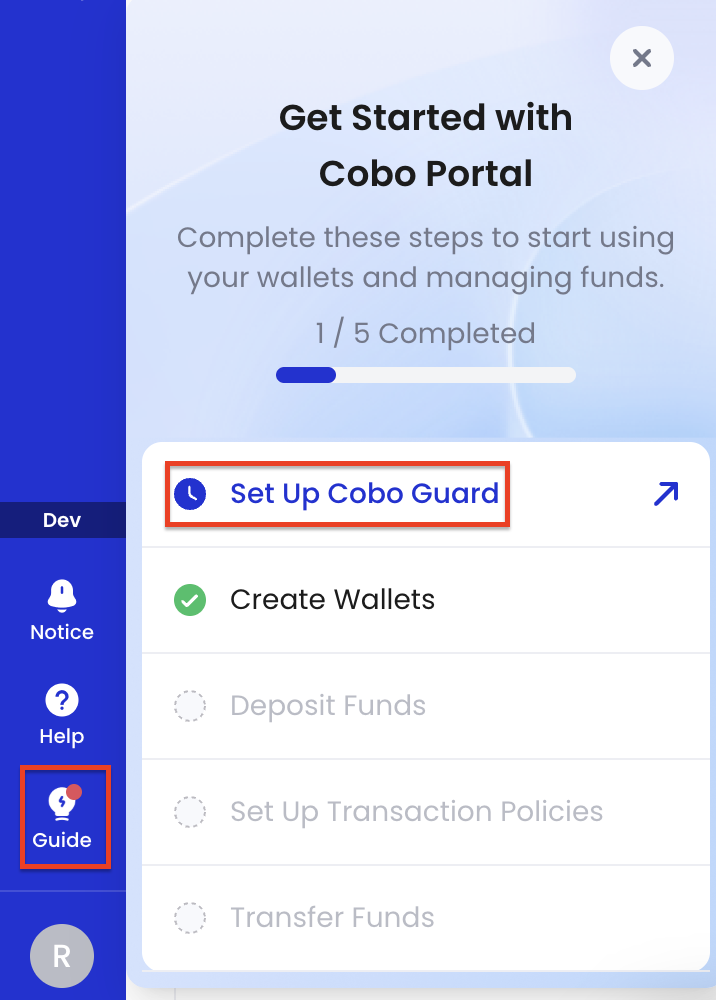 Get Started with
Cobo Portal
Complete these steps to start using
your wallets and managing funds.
1 / 5 Completed
Set Up Cobo Guard
Create Wallets
Deposit Funds
Set Up Transaction Policies
Transfer Funds
Dev
Notice
Help
Guide
R